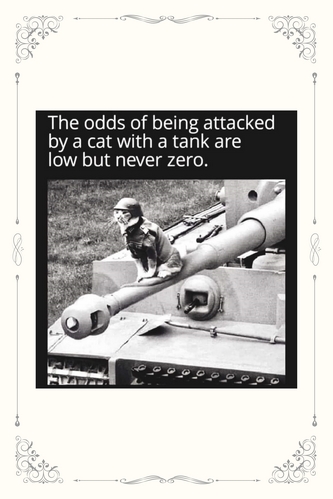 The odds of being attacked
by a cat with a tank are
low but never zero.